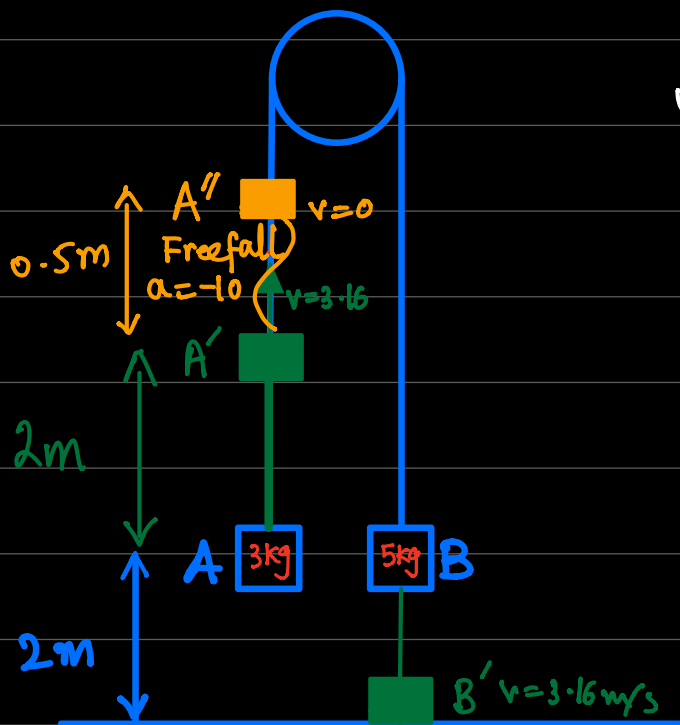 A″ v=0
0.5m Freefall
a=-10 v=3.16
A′
2m
A 3kg 5kg B
2m
B′ v=3.16m/s